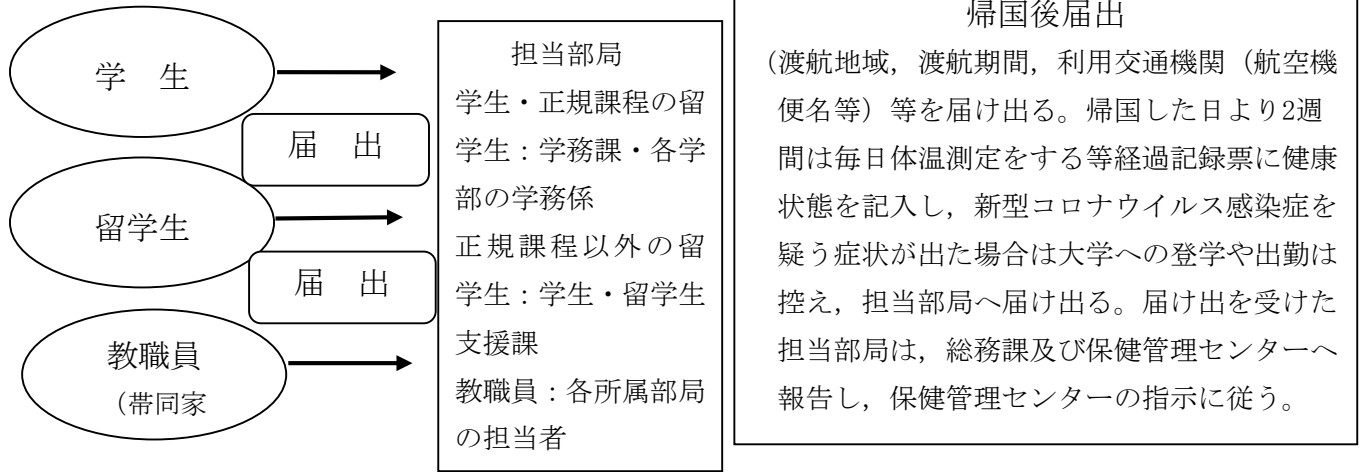 学　生
届　出
留学生
届　出
教職員
（帯同家
担当部局
学生・正規課程の留
学生：学務課・各学
部の学務係
正規課程以外の留
学生：学生・留学生
支援課
教職員：各所属部局
の担当者
帰国後届出
（渡航地域，渡航期間，利用交通機関（航空機
便名等）等を届け出る。帰国した日より2週
間は毎日体温測定をする等経過記録票に健康
状態を記入し，新型コロナウイルス感染症を
疑う症状が出た場合は大学への登学や出勤は
控え，担当部局へ届け出る。届け出を受けた
担当部局は，総務課及び保健管理センターへ
報告し，保健管理センターの指示に従う。